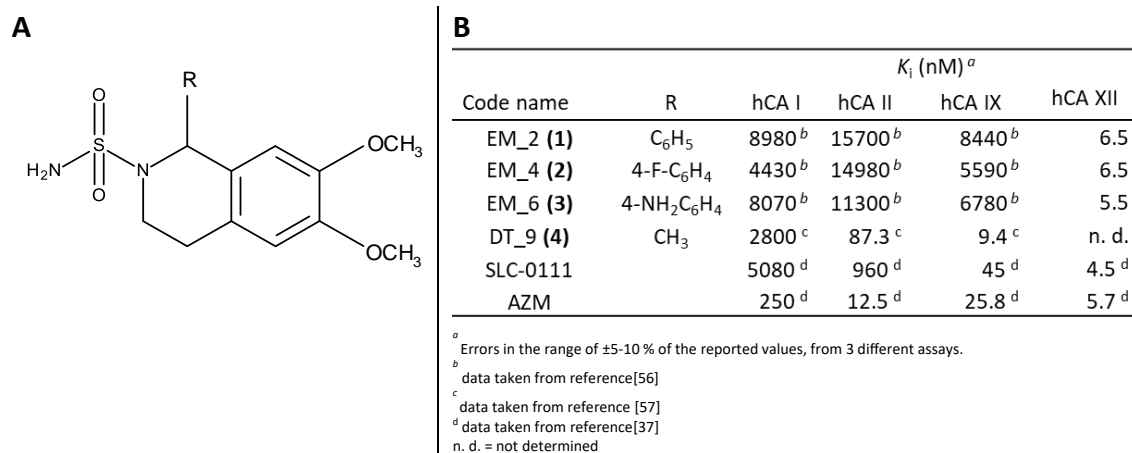 A
R
O
S
O
H2N
N
OCH3
OCH3
B
Ki (nM) a
Code name R hCA I hCA II hCA IX hCA XII
EM_2 (1) C6H5 8980 b 15700 b 8440 b 6.5
EM_4 (2) 4-F-C6H4 4430 b 14980 b 5590 b 6.5
EM_6 (3) 4-NH2C6H4 8070 b 11300 b 6780 b 5.5
DT_9 (4) CH3 2800 c 87.3 c 9.4 c n. d.
SLC-0111 5080 d 960 d 45 d 4.5 d
AZM 250 d 12.5 d 25.8 d 5.7 d
a Errors in the range of ±5-10 % of the reported values, from 3 different assays.
b data taken from reference[56]
c data taken from reference [57]
d data taken from reference[37]
n. d. = not determined